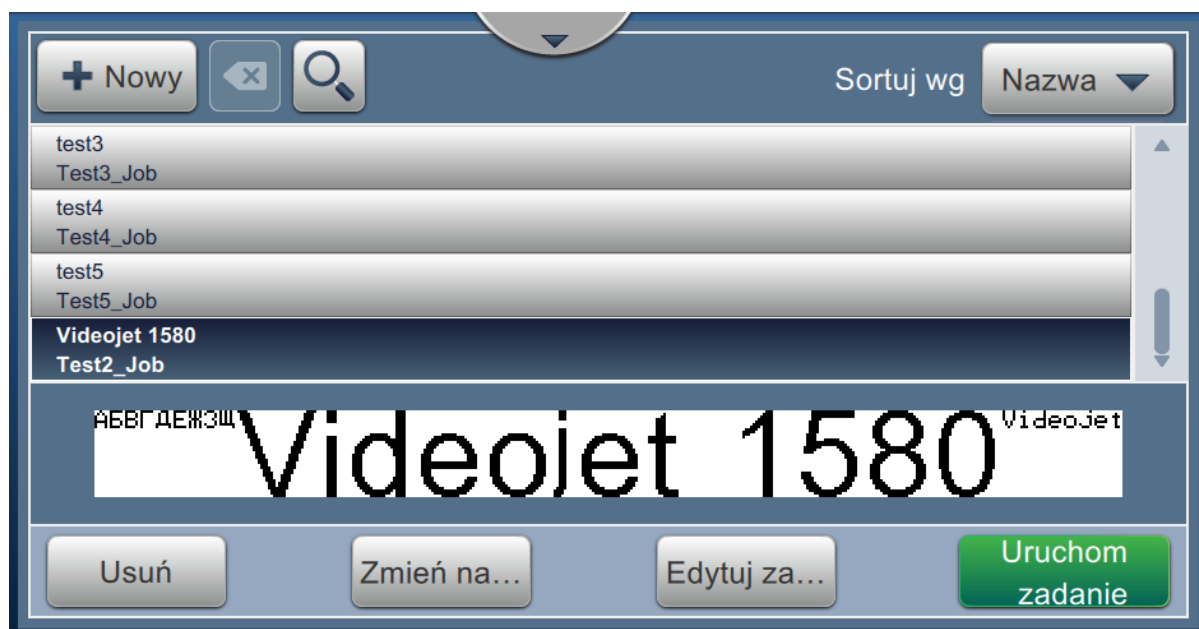 Nowy
Sortuj wg
Nazwa
test3
Test3_Job
test4
Test4_Job
test5
Test5_Job
Videojet 1580
Test2_Job
АБВГДЕЖЗЩ Videojet 1580 Videojet
Usuń
Zmień na...
Edytuj za...
Uruchom
zadanie